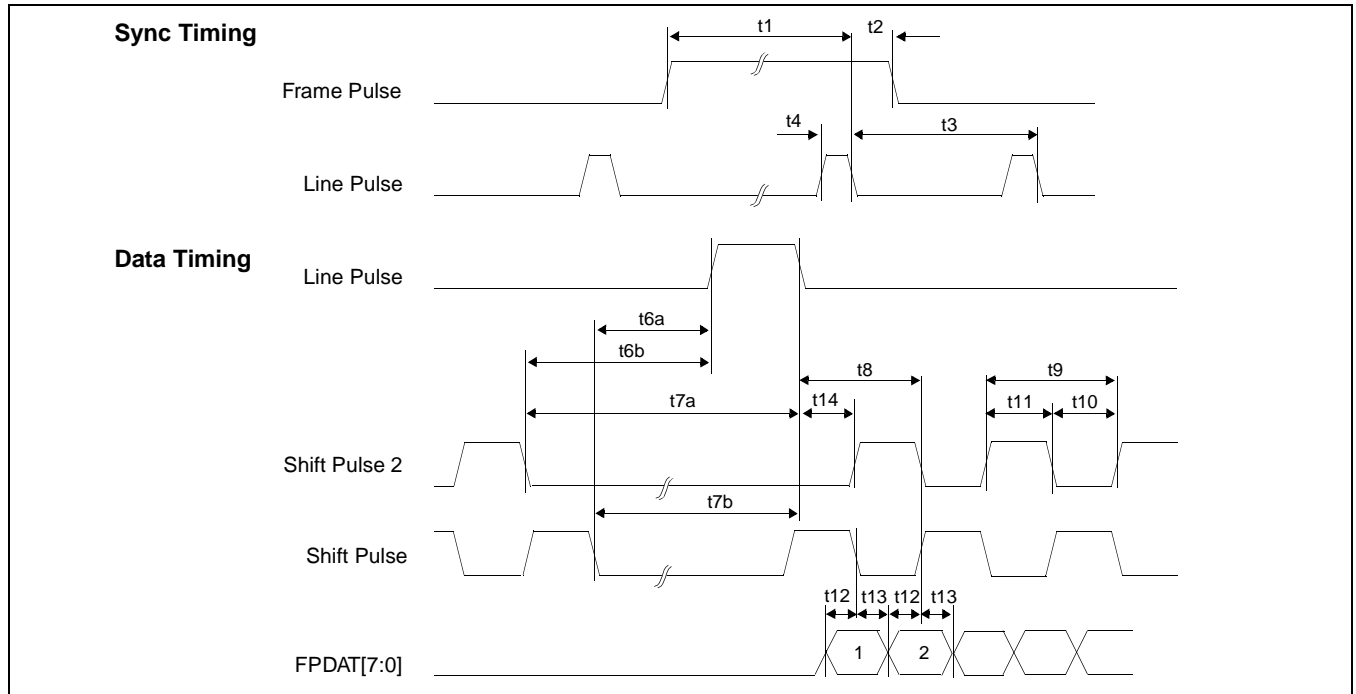 Sync Timing
t1
t2
Frame Pulse
t4
t3
Line Pulse
Data Timing
Line Pulse
t6a
t6b
t8
t9
t7a
t14
t11
t10
Shift Pulse 2
t7b
Shift Pulse
t12
t13
t12
t13
FPDAT[7:0]
1
2